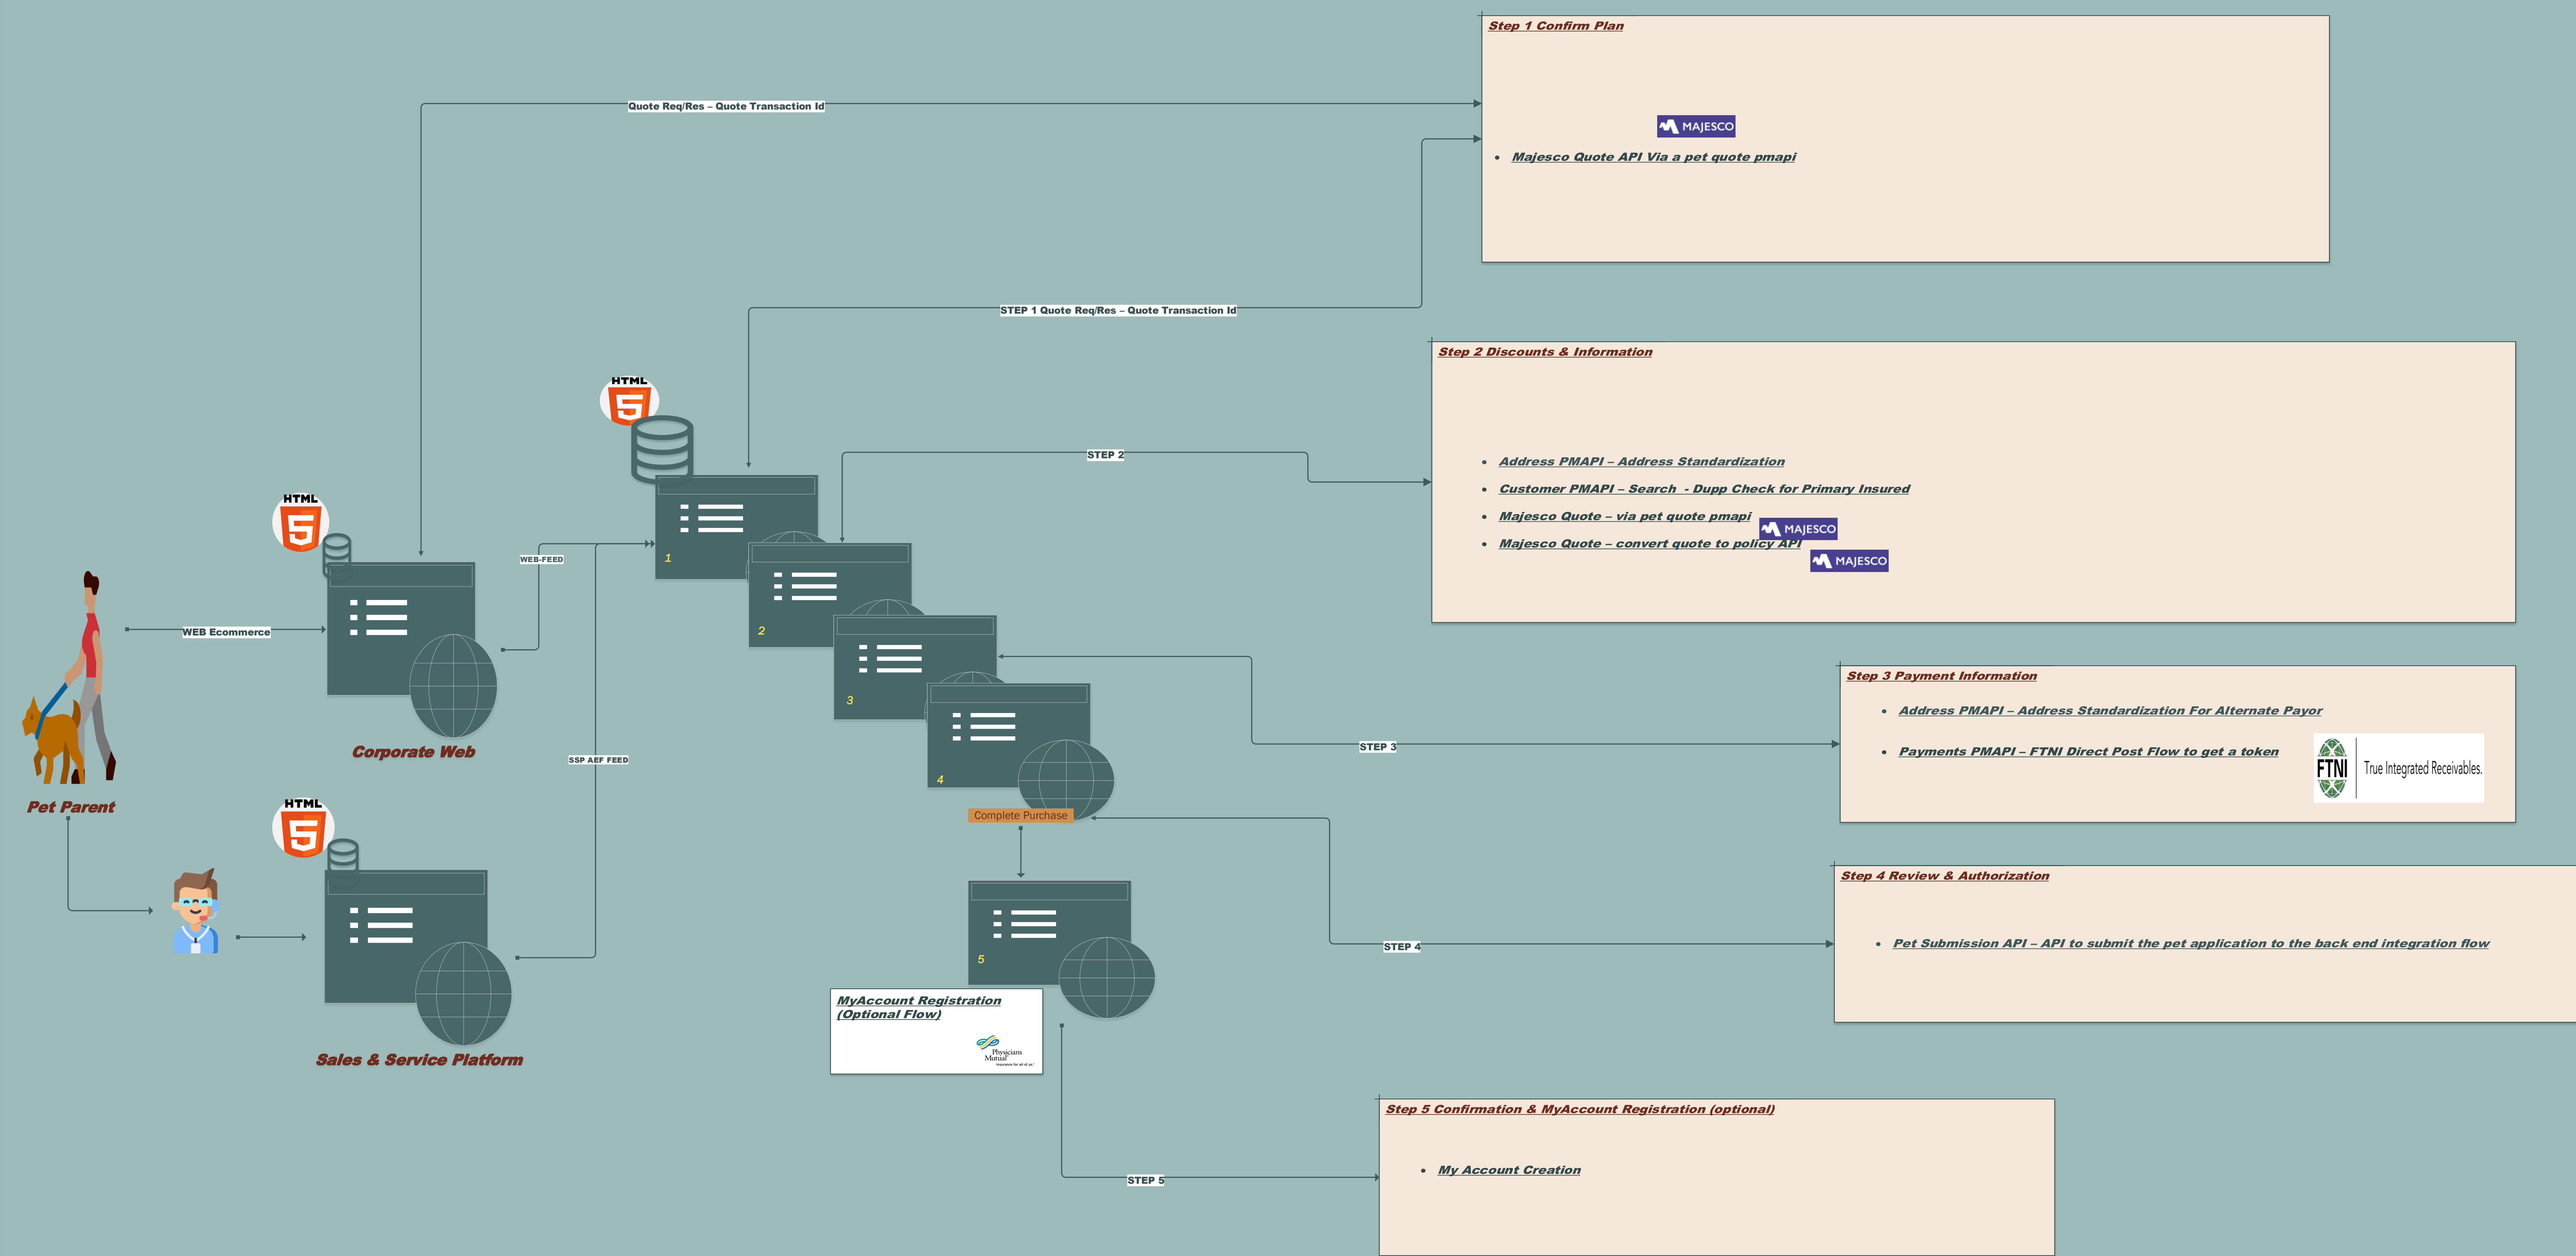 Step 1 Confirm Plan
Quote Req/Res – Quote Transaction Id
MAJESCO
• Majesco Quote API Via a pet quote pmapi
STEP 1 Quote Req/Res – Quote Transaction Id
Step 2 Discounts & Information
HTML
5
STEP 2
• Address PMAPI – Address Standardization
• Customer PMAPI – Search - Dupp Check for Primary Insured
• Majesco Quote – via pet quote pmapi
MAJESCO
• Majesco Quote – convert quote to policy API
MAJESCO
HTML
5
WEB-FEED
1
2
3
4
WEB Ecommerce
Corporate Web
Pet Parent
SSP AEF FEED
Step 3 Payment Information
• Address PMAPI – Address Standardization For Alternate Payor
STEP 3
• Payments PMAPI – FTNI Direct Post Flow to get a token
FTNI
True Integrated Receivables.
HTML
5
Complete Purchase
Step 4 Review & Authorization
STEP 4
• Pet Submission API – API to submit the pet application to the back end integration flow
5
MyAccount Registration
(Optional Flow)
Physicians
Mutual
Insurance for all of us.
Sales & Service Platform
Step 5 Confirmation & MyAccount Registration (optional)
STEP 5
• My Account Creation